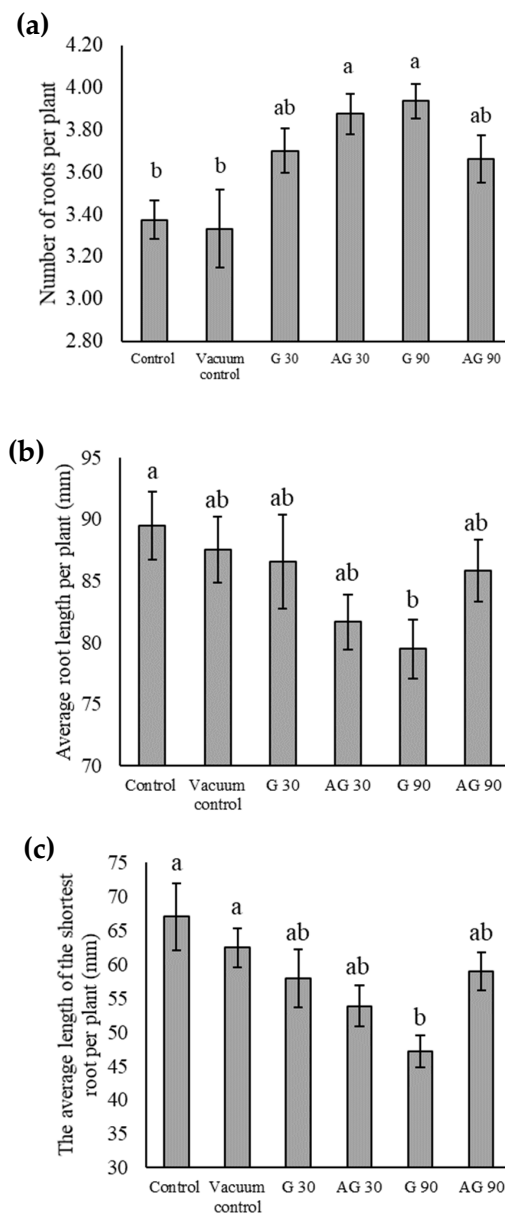 (a)
Number of roots per plant
4.20
4.00
3.80
3.60
3.40
3.20
3.00
2.80
b
b
ab
a
a
ab
Control
Vacuum
control
G 30
AG 30
G 90
AG 90
(b)
Average root length per plant (mm)
95
90
85
80
75
70
a
ab
ab
ab
b
ab
Control
Vacuum
control
G 30
AG 30
G 90
AG 90
(c)
The average length of the shortest
root per plant (mm)
75
70
65
60
55
50
45
40
35
30
a
a
ab
ab
b
ab
Control
Vacuum
control
G 30
AG 30
G 90
AG 90